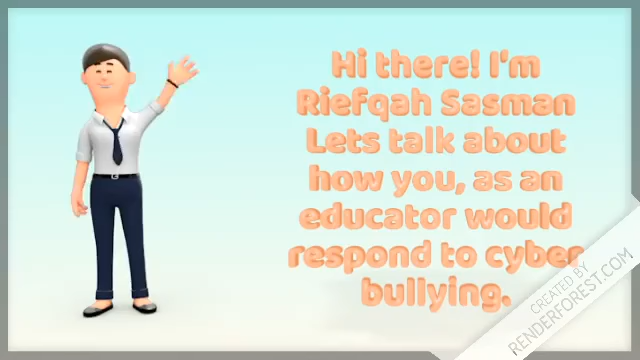 Hi there! I'm
Riefqah Sasman
Lets talk about
how you, as an
educator would
respond to cyber
bullying.
CREATED BY
RENDERFOREST.COM